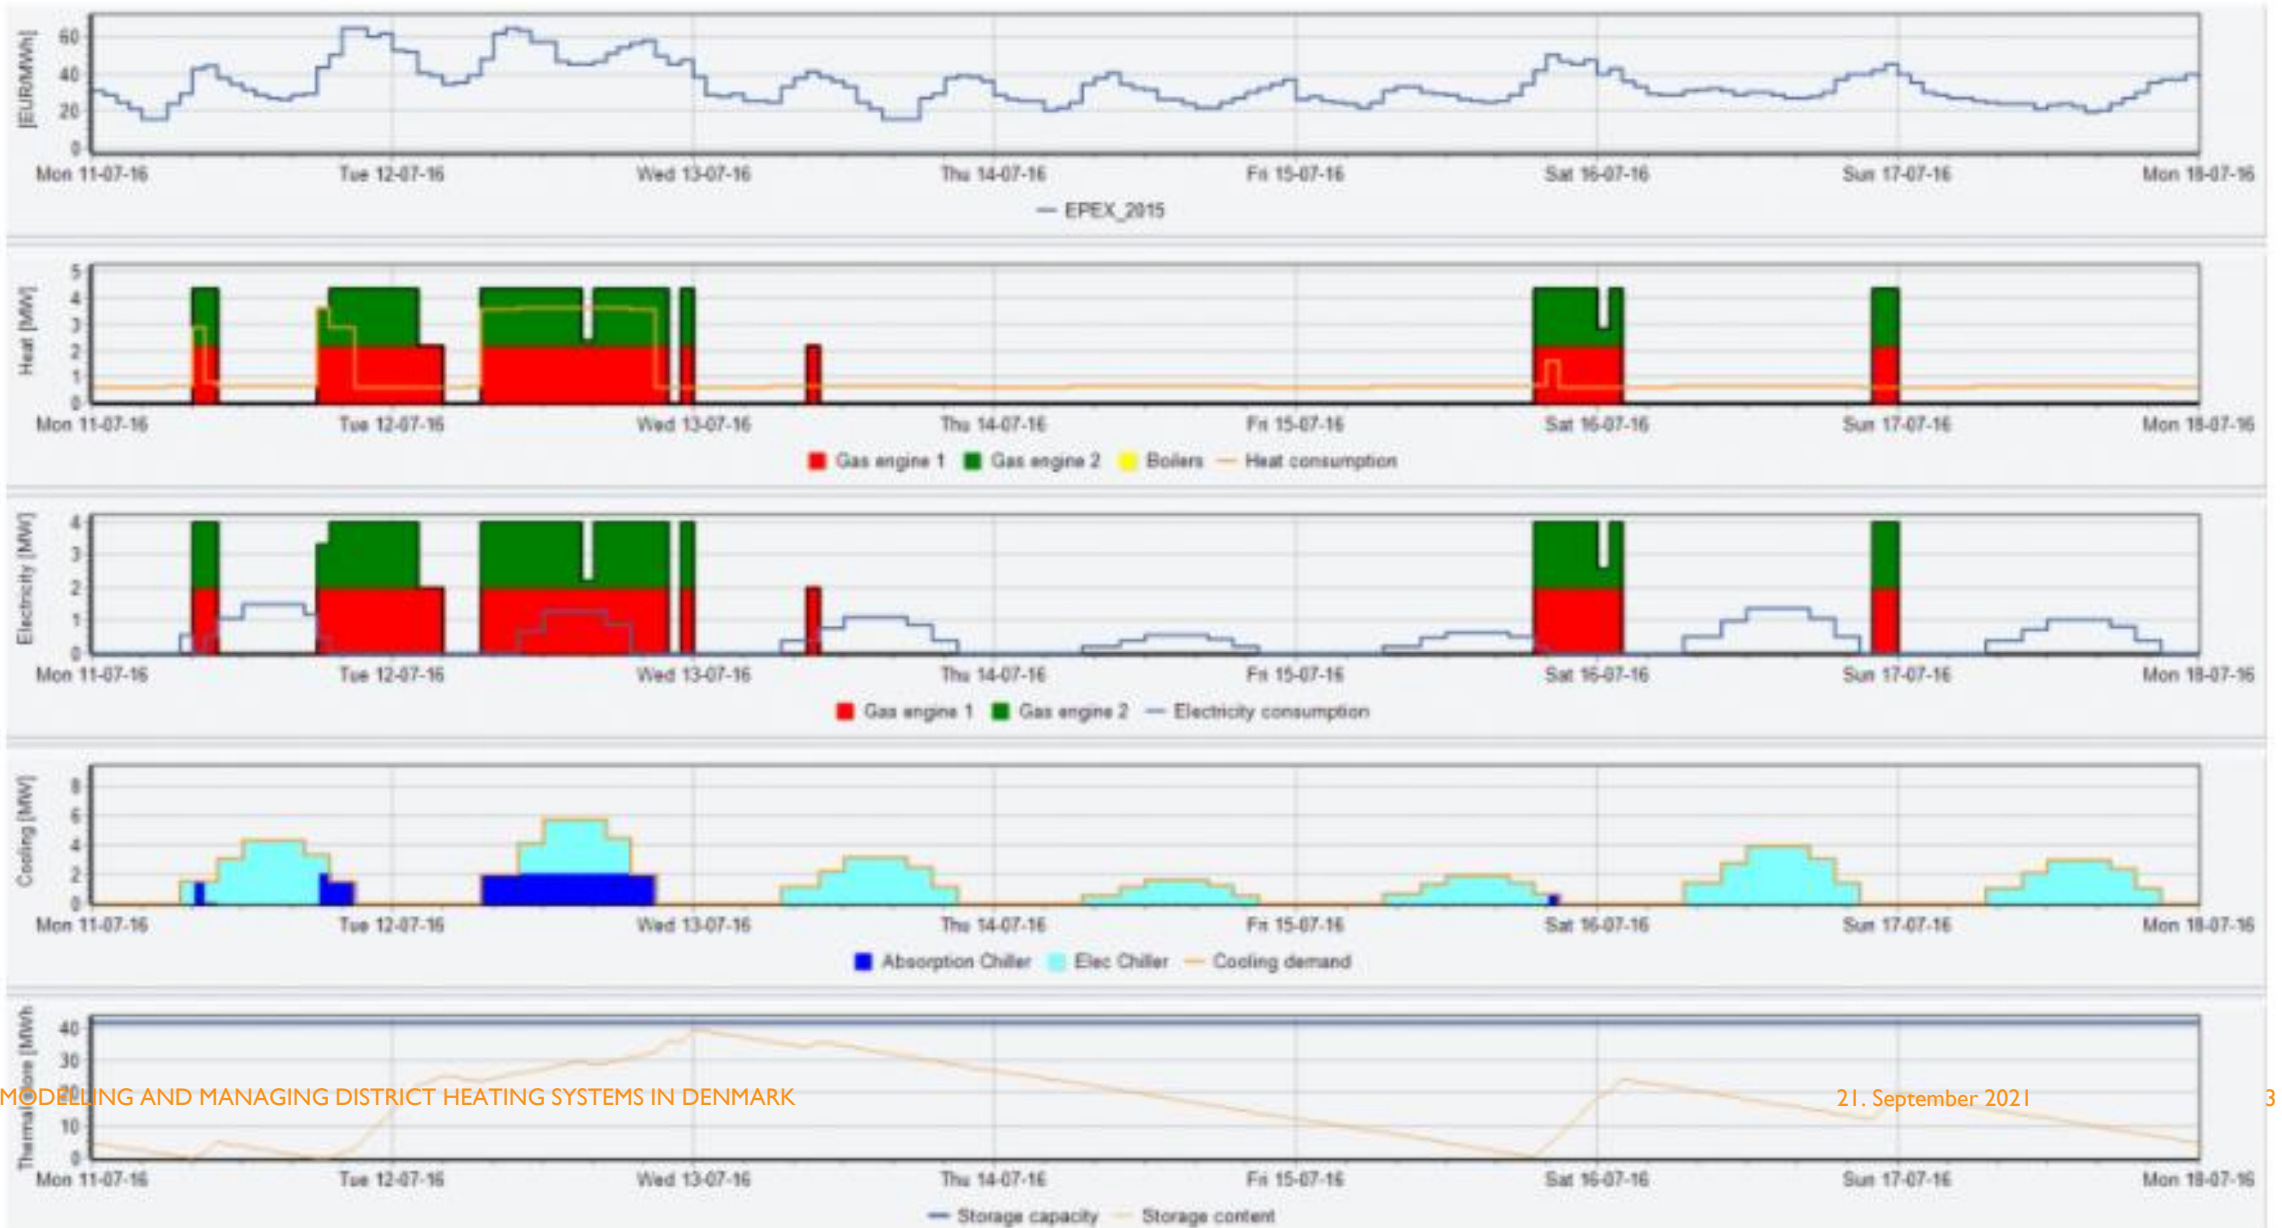 [EUR/MWh]
60
40
20
0
Mon 11-07-16 Tue 12-07-16 Wed 13-07-16 Thu 14-07-16 Fri 15-07-16 Sat 16-07-16 Sun 17-07-16 Mon 18-07-16
EPEX_2015
Heat [MW]
5
4
3
2
1
0
Mon 11-07-16 Tue 12-07-16 Wed 13-07-16 Thu 14-07-16 Fri 15-07-16 Sat 16-07-16 Sun 17-07-16 Mon 18-07-16
Gas engine 1 Gas engine 2 Boilers Heat consumption
Electricity [MW]
4
3
2
1
0
Mon 11-07-16 Tue 12-07-16 Wed 13-07-16 Thu 14-07-16 Fri 15-07-16 Sat 16-07-16 Sun 17-07-16 Mon 18-07-16
Gas engine 1 Gas engine 2 Electricity consumption
Cooling [MW]
8
6
4
2
0
Mon 11-07-16 Tue 12-07-16 Wed 13-07-16 Thu 14-07-16 Fri 15-07-16 Sat 16-07-16 Sun 17-07-16 Mon 18-07-16
Absorption Chiller Elec Chiller Cooling demand
Thermal store [MWh
40
30
20
10
0
MODELLING AND MANAGING DISTRICT HEATING SYSTEMS IN DENMARK 21. September 2021 3
Mon 11-07-16 Tue 12-07-16 Wed 13-07-16 Thu 14-07-16 Fri 15-07-16 Sat 16-07-16 Sun 17-07-16 Mon 18-07-16
Storage capacity Storage content